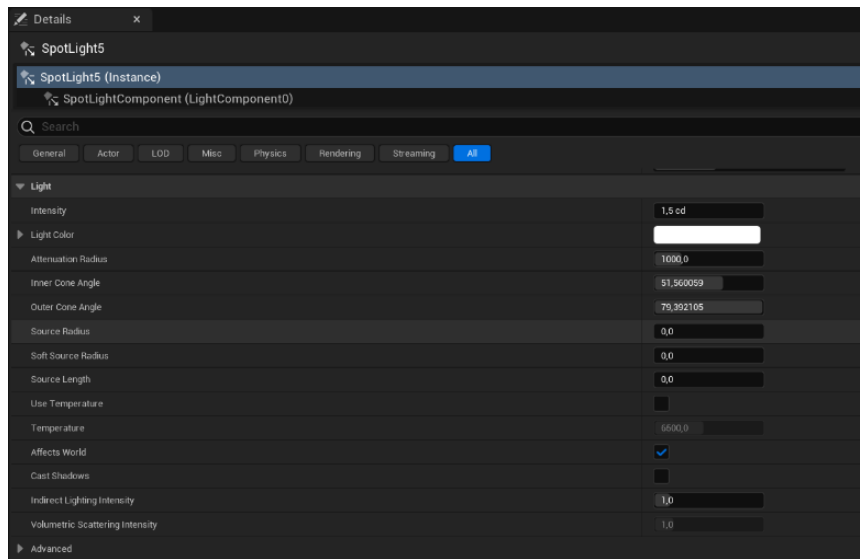 Details
SpotLight5
SpotLight5 (Instance)
SpotLightComponent (LightComponent0)
Search
General Actor LOD Misc Physics Rendering Streaming All
Light
Intensity 1,5 cd
Light Color
Attenuation Radius 1000,0
Inner Cone Angle 51,560059
Outer Cone Angle 79,392105
Source Radius 0,0
Soft Source Radius 0,0
Source Length 0,0
Use Temperature
Temperature 6600,0
Affects World
Cast Shadows
Indirect Lighting Intensity 1,0
Volumetric Scattering Intensity 1,0
Advanced